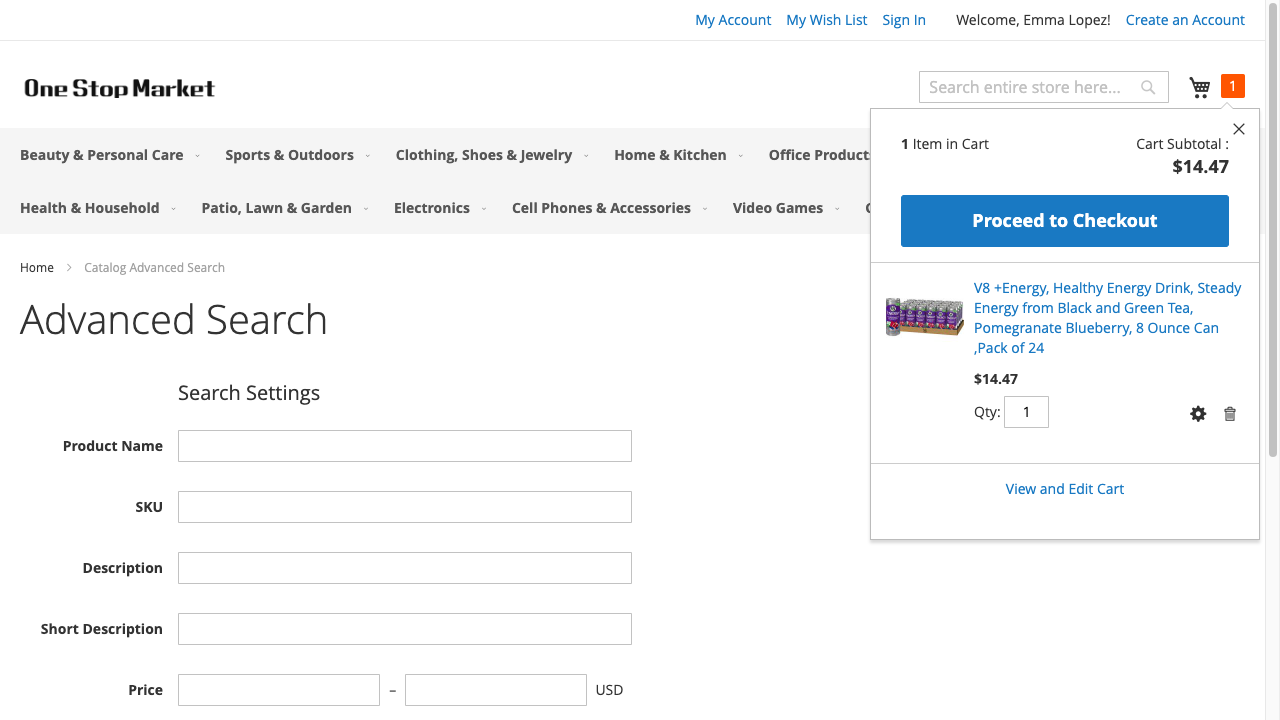 My Account My Wish List Sign In Welcome, Emma Lopez! Create an Account
One Stop Market
Search entire store here... 1
Beauty & Personal Care Sports & Outdoors Clothing, Shoes & Jewelry Home & Kitchen Office Product
Health & Household Patio, Lawn & Garden Electronics Cell Phones & Accessories Video Games
1 Item in Cart Cart Subtotal :
$14.47
Proceed to Checkout
V8 +Energy, Healthy Energy Drink, Steady
Energy from Black and Green Tea,
Pomegranate Blueberry, 8 Ounce Can
,Pack of 24
$14.47
Qty: 1
View and Edit Cart
Home Catalog Advanced Search
Advanced Search
Search Settings
Product Name
SKU
Description
Short Description
Price – USD